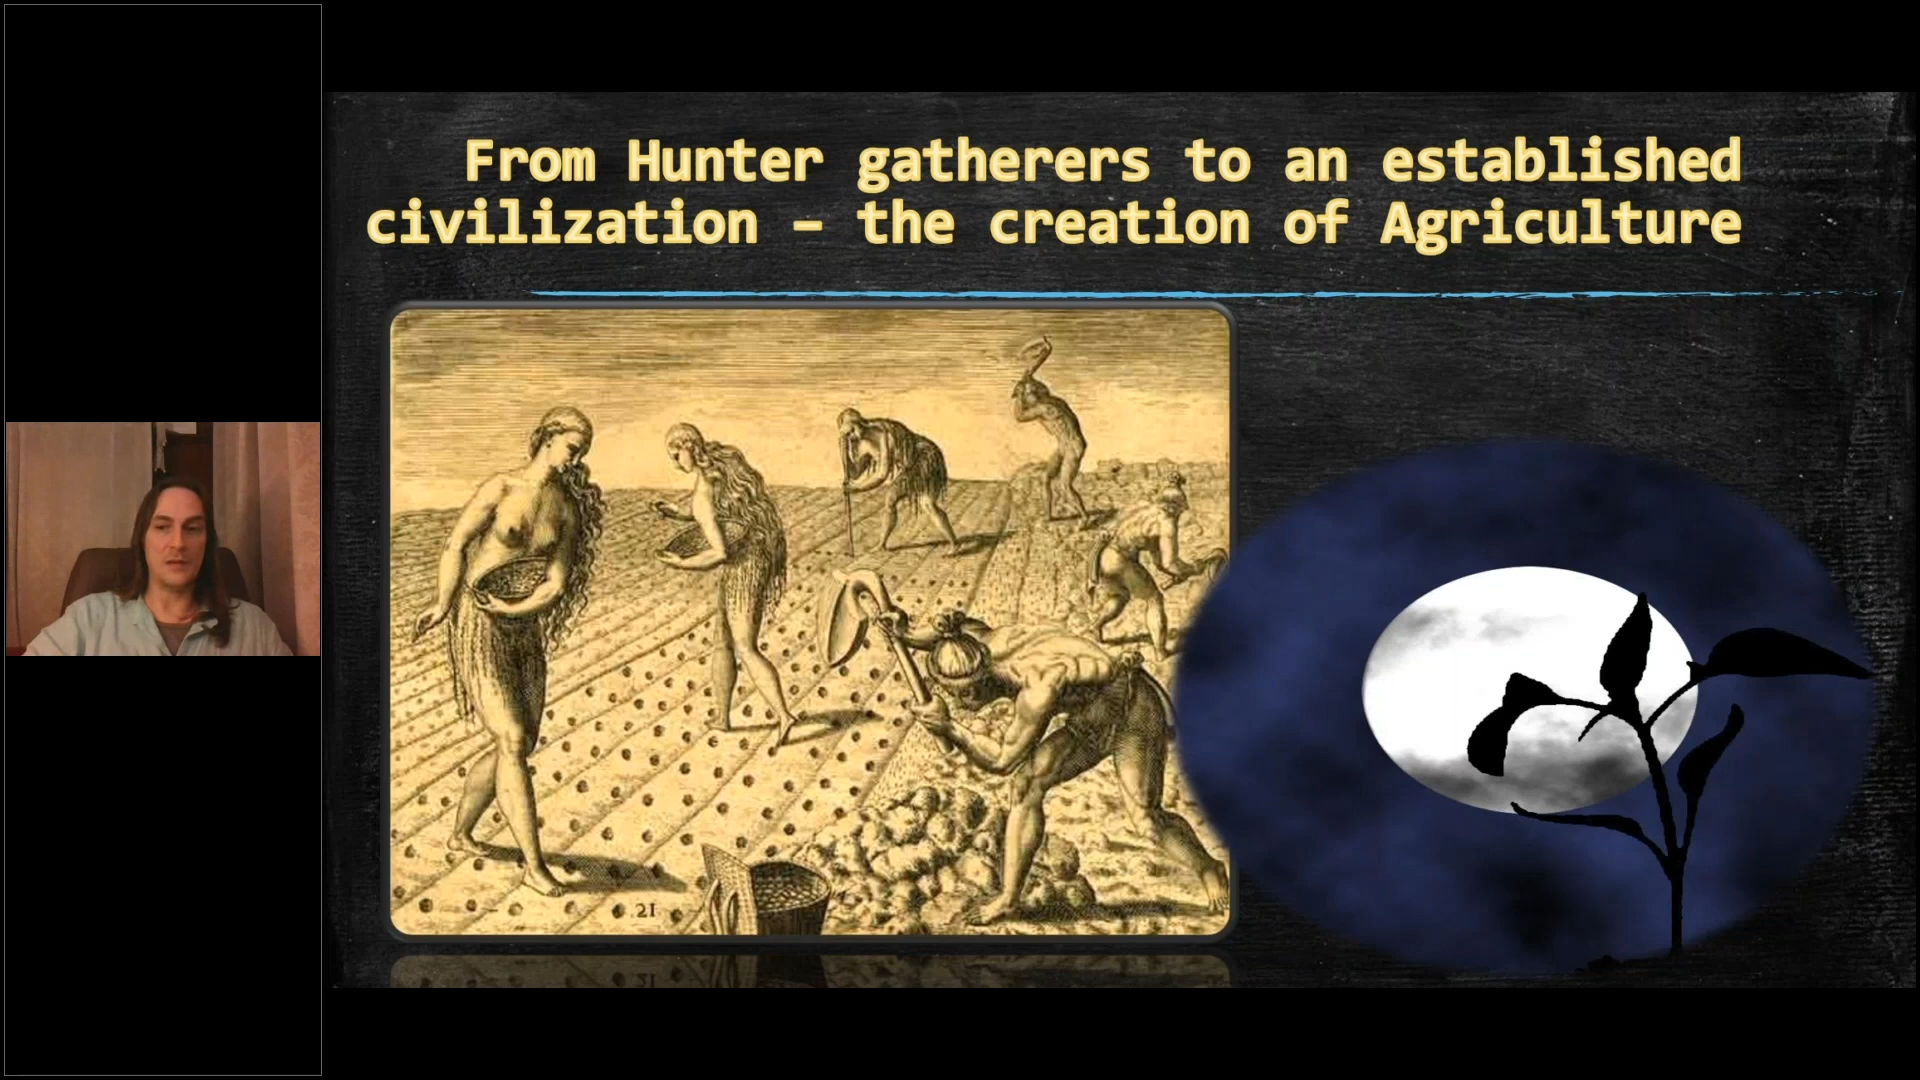 From Hunter gatherers to an established
civilization – the creation of Agriculture
21